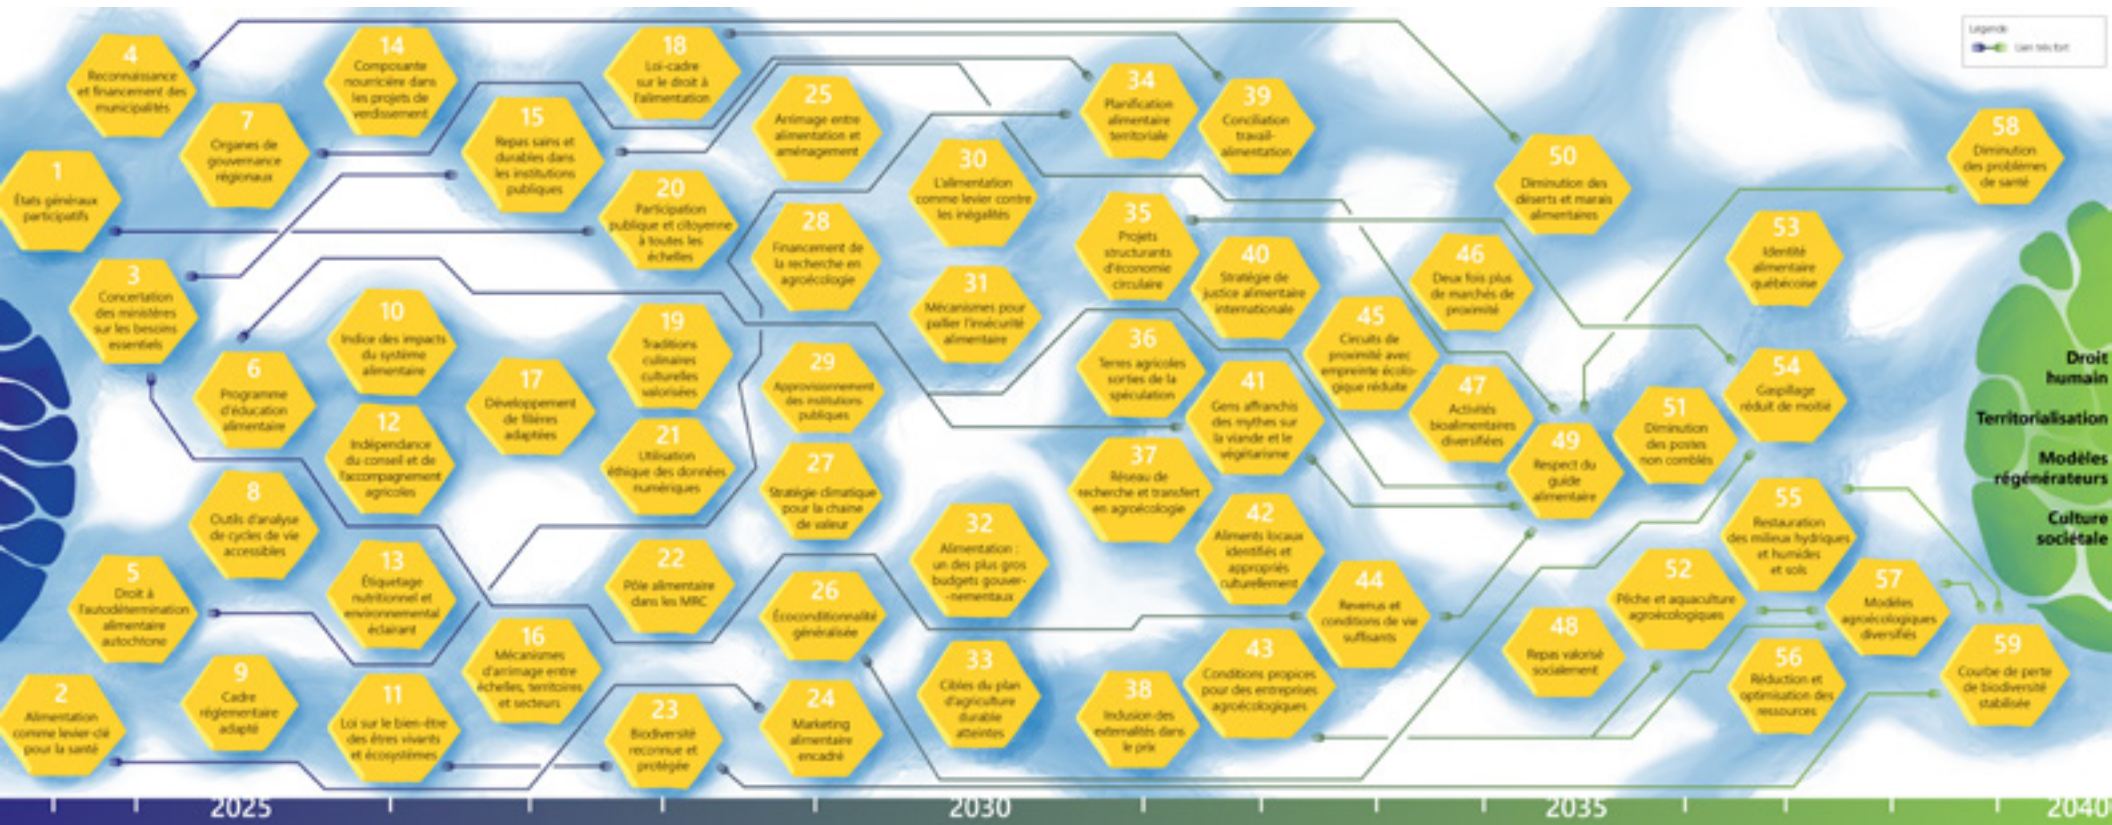 Légende
Lien très fort
1
États généraux
participatifs
2
Alimentation
comme levier-clé
pour la santé
3
Concertation
des ministères
sur les besoins
essentiels
4
Reconnaissance
et financement des
municipalités
5
Droit à
l'autodétermination
alimentaire
autochtone
6
Programme
d'éducation
alimentaire
7
Organes de
gouvernance
régionaux
8
Outils d'analyse
de cycles de vie
accessibles
9
Cadre
réglementaire
adapté
10
Indice des impacts
du système
alimentaire
11
Loi sur le bien-être
des êtres vivants
et écosystèmes
12
Indépendance
du conseil et de
l'accompagnement
agricoles
13
Étiquetage
nutritionnel et
environnemental
éclairant
14
Composante
nourricière dans
les projets de
verdissement
15
Repas sains et
durables dans
les institutions
publiques
16
Mécanismes
d'arrimage entre
échelles, territoires
et secteurs
17
Développement
de filières
adaptées
18
Loi-cadre
sur le droit à
l'alimentation
19
Traditions
culinaires
culturelles
valorisées
20
Participation
publique et citoyenne
à toutes les
échelles
21
Utilisation
éthique des données
numériques
22
Pôle alimentaire
dans les MRC
23
Biodiversité
reconnue et
protégée
24
Marketing
alimentaire
encadré
25
Arrimage entre
alimentation et
aménagement
26
Écoconditionnalité
généralisée
27
Stratégie climatique
pour la chaine
de valeur
28
Financement de
la recherche en
agroécologie
29
Approvisionnement
des institutions
publiques
30
L'alimentation
comme levier contre
les inégalités
31
Mécanismes pour
pallier l'insécurité
alimentaire
32
Alimentation :
un des plus gros
budgets gouver-
-nementaux
33
Cibles du plan
d'agriculture
durable
atteintes
34
Planification
alimentaire
territoriale
35
Projets
structurants
d'économie
circulaire
36
Terres agricoles
sorties de la
spéculation
37
Réseau de
recherche et transfert
en agroécologie
38
Inclusion des
externalités dans
le prix
39
Conciliation
travail-
alimentation
40
Stratégie de
justice alimentaire
internationale
41
Gens affranchis
des mythes sur
la viande et le
végétarisme
42
Aliments locaux
identifiés et
appropriés
culturellement
43
Conditions propices
pour des entreprises
agroécologiques
44
Revenus et
conditions de vie
suffisants
45
Circuits de
proximité avec
empreinte écolo-
gique réduite
46
Deux fois plus
de marchés de
proximité
47
Activités
bioalimentaires
diversifiées
48
Repas valorisé
socialement
49
Respect du
guide
alimentaire
50
Diminution des
déserts et marais
alimentaires
51
Diminution
des postes
non comblés
52
Pêche et aquaculture
agroécologiques
53
Identité
alimentaire
québécoise
54
Gaspillage
réduit de moitié
55
Restauration
des milieux hydriques
et humides
et sols
56
Réduction et
optimisation des
ressources
57
Modèles
agroécologiques
diversifiés
58
Diminution
des problèmes
de santé
59
Courbe de perte
de biodiversité
stabilisée
Droit
humain
Territorialisation
Modèles
régénérateurs
Culture
sociétale
2025
2030
2035
2040